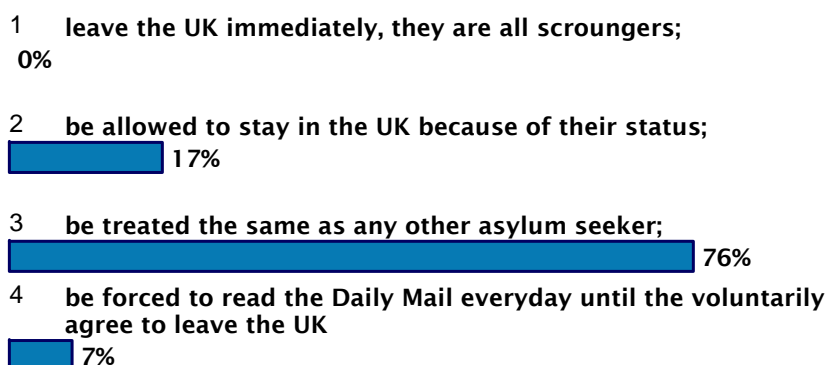 1 leave the UK immediately, they are all scroungers;
0%
2 be allowed to stay in the UK because of their status;
17%
3 be treated the same as any other asylum seeker;
76%
4 be forced to read the Daily Mail everyday until the voluntarily
agree to leave the UK
7%